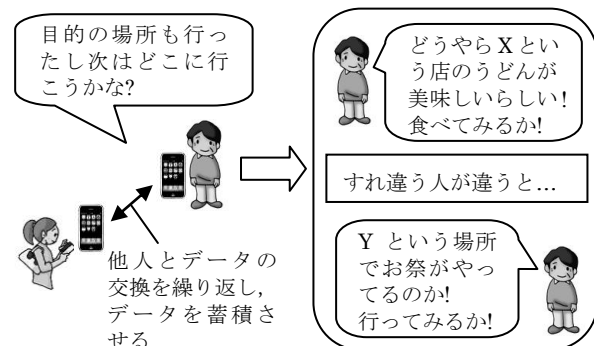 目的の場所も行っ
たし次はどこに行
こうかな?
他人とデータの
交換を繰り返し,
データを蓄積さ
せる
どうやら X とい
う店のうどんが
美味しいらしい!
食べてみるか!
すれ違う人が違うと…
Y という場所
でお祭がやっ
てるのか!
行ってみるか!